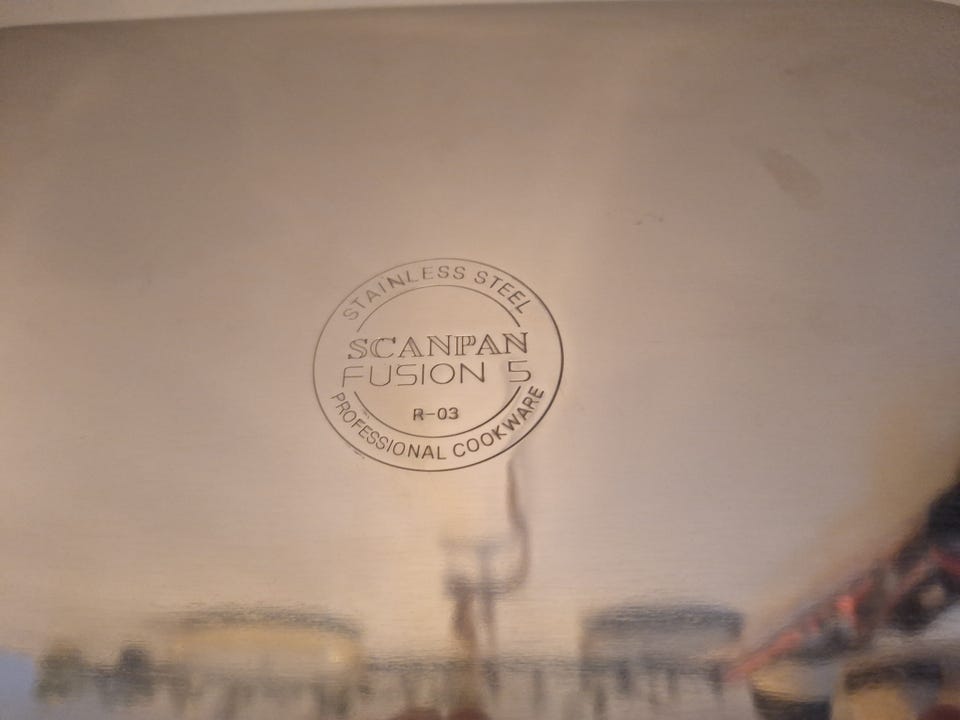 STAINLESS STEEL
SCANPAN
FUSION 5
R-03
PROFESSIONAL COOKWARE